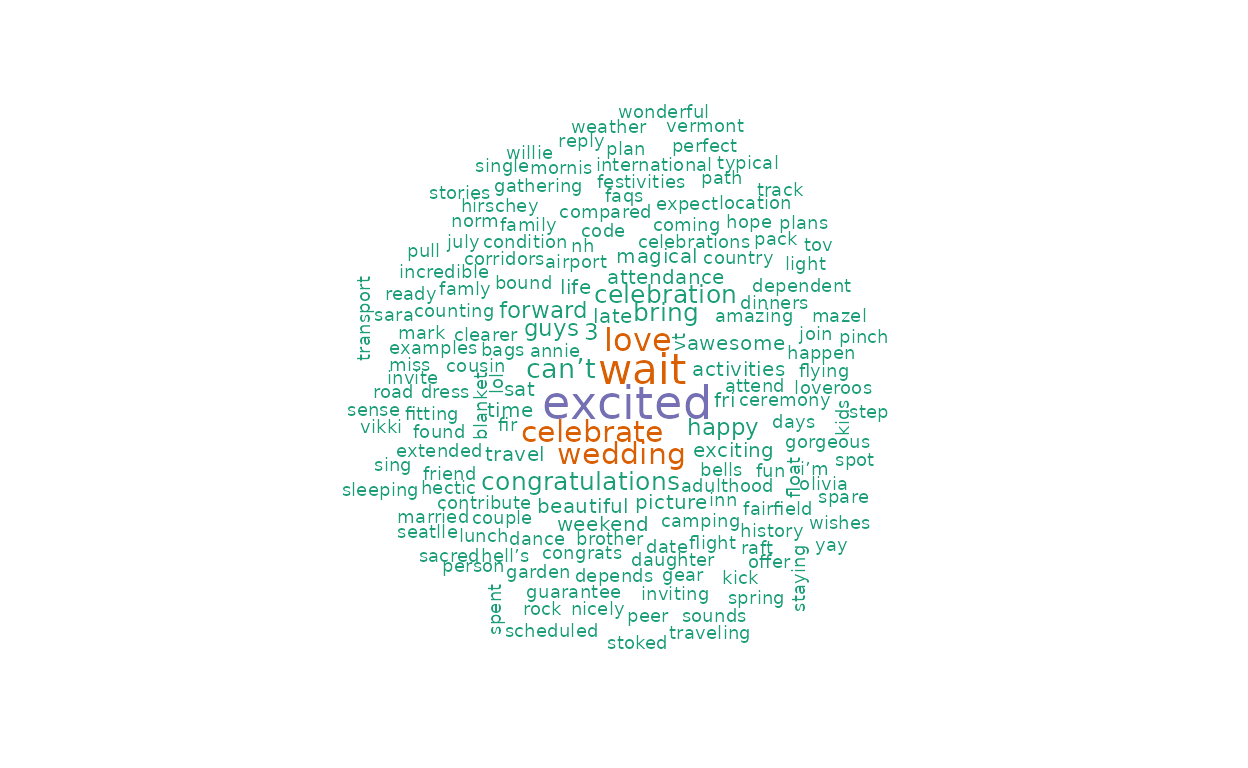 wonderful
weather vermont
reply plan perfect
willie
single mornis international typical
stories gathering festivities path track
hirschey faqs expect location
norm family compared code coming hope plans
july condition nh celebrations pack tov
pull corridors airport magical country light
incredible bound life attendance dependent
transport ready famly celebration dinners
sara counting forward late bring amazing mazel
mark clearer guys 3 love vt awesome join pinch
examples bags annie happen
miss cousin can't wait activities flying
invite lol sat attend loveroos
road dress blanket excited fri ceremony kids step
sense fitting time
vikki found fir celebrate happy days gorgeous
extended travel wedding exciting spot
sing friend bells fun float i'm
sleeping hectic congratulations adulthood olivia
contribute beautiful picture inn fairfield spare
married couple weekend camping history wishes
seatlle lunch dance brother date flight raft yay
sacred hell's congrats daughter offer
person garden depends gear kick staying
spent guarantee inviting spring
rock nicely peer sounds
scheduled stoked traveling